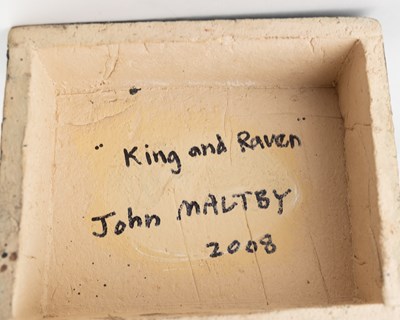 "King and Raven"
John MALTBY
2008